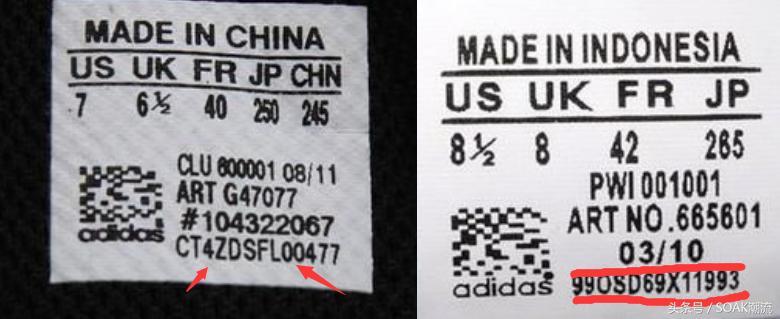 MADE IN CHINA
US UK FR JP CHN
7 6½ 40 250 245
CLU 600001 08/11
ART G47077
#104322067
adidas
CT4ZDSFL00477
MADE IN INDONESIA
US UK FR JP
8½ 8 42 265
PWI 001001
ART NO.665601
03/10
adidas
99OSD69X11993
头条号 / SOAK潮流